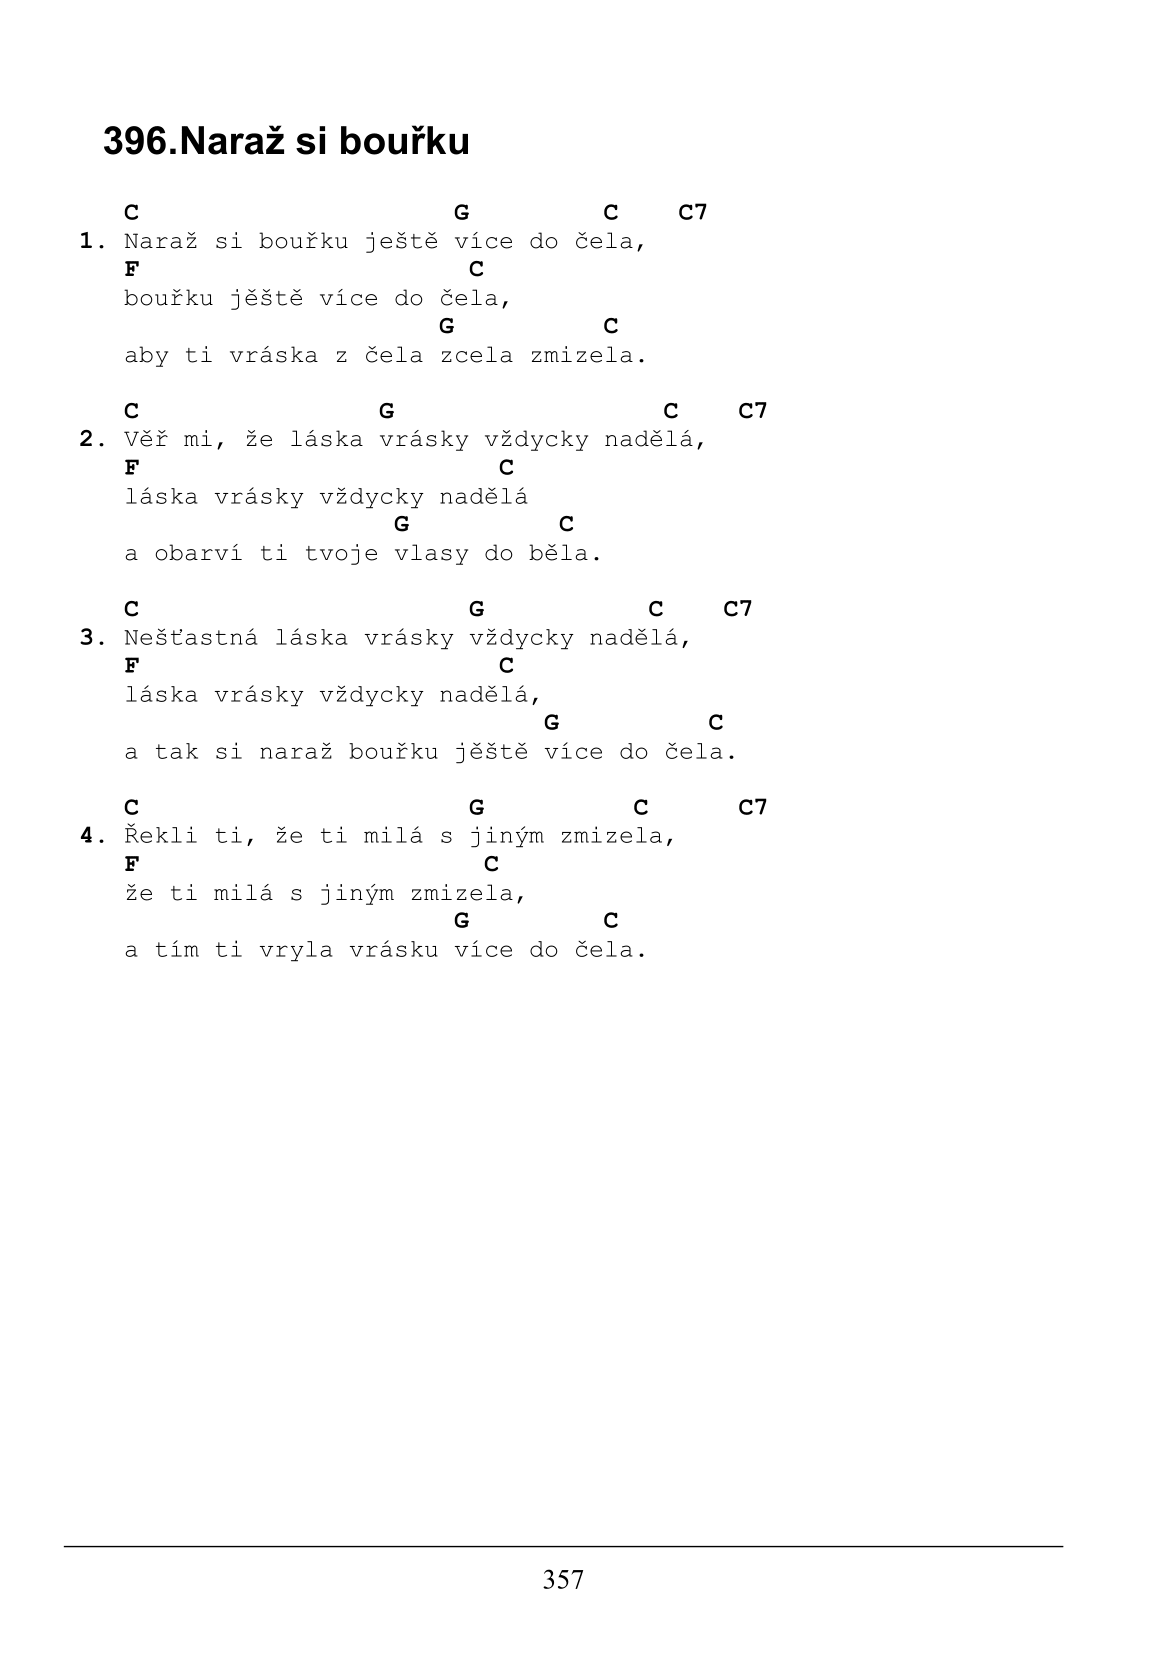 396.Naraž si bouřku
C G C C7
1. Naraž si bouřku ještě více do čela,
F C
bouřku jěště více do čela,
G C
aby ti vráska z čela zcela zmizela.
C G C C7
2. Věř mi, že láska vrásky vždycky nadělá,
F C
láska vrásky vždycky nadělá
G C
a obarví ti tvoje vlasy do běla.
C G C C7
3. Nešťastná láska vrásky vždycky nadělá,
F C
láska vrásky vždycky nadělá,
G C
a tak si naraž bouřku jěště více do čela.
C G C C7
4. Řekli ti, že ti milá s jiným zmizela,
F C
že ti milá s jiným zmizela,
G C
a tím ti vryla vrásku více do čela.
357